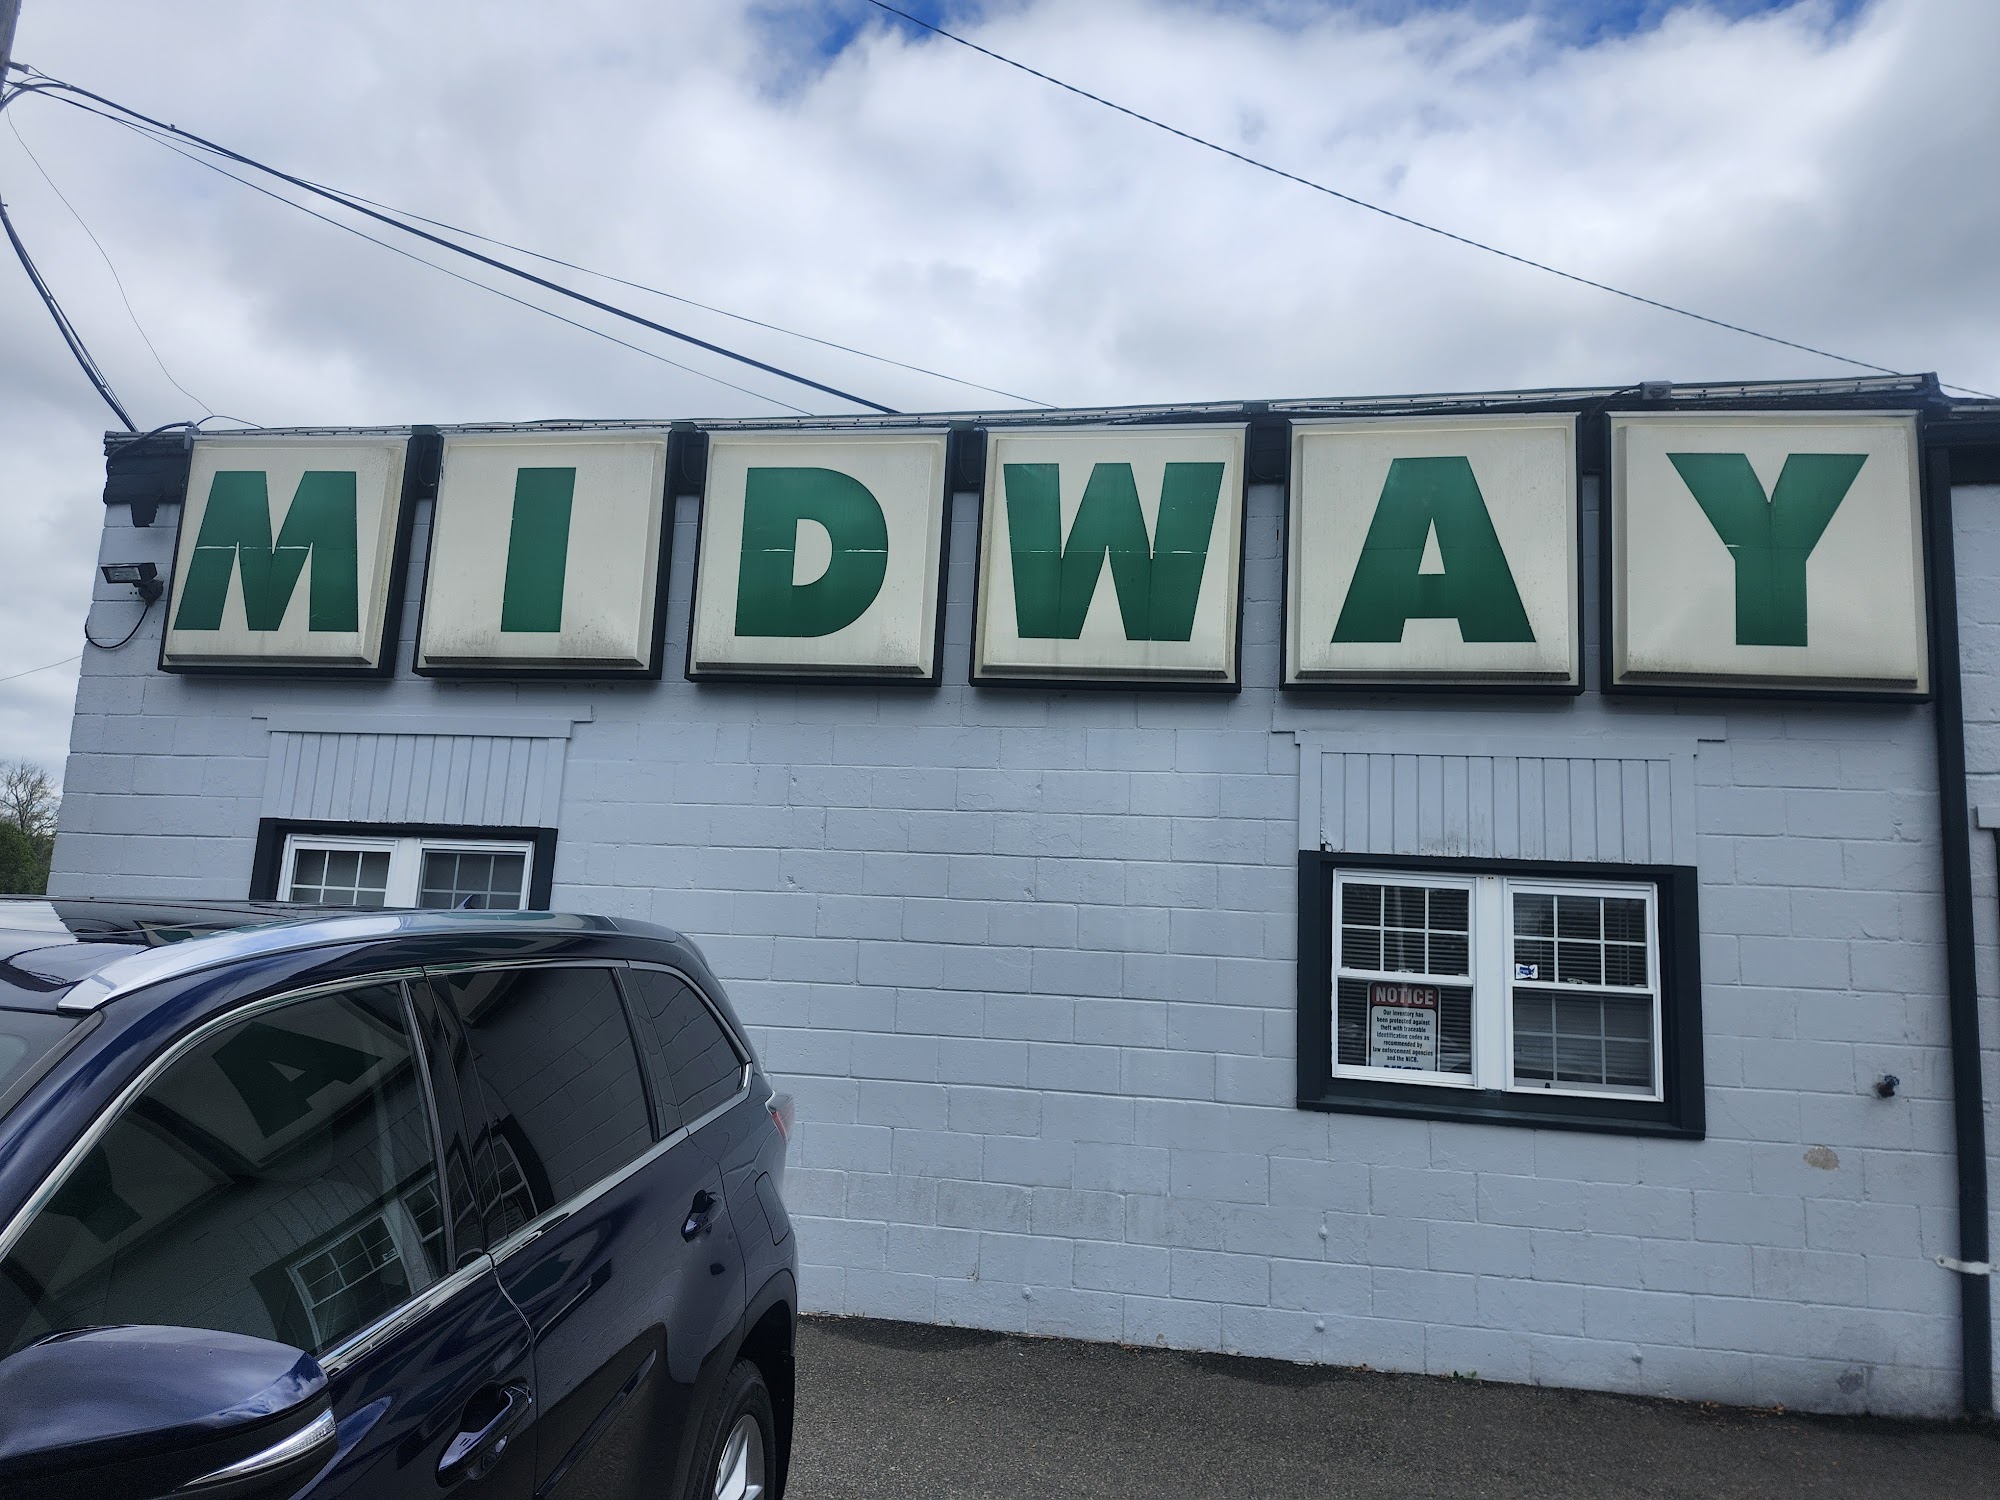 MIDWAY
NOTICE
Our inventory has
been protected against
theft with traceable
identification codes as
recommended by
law enforcement agencies
and the NICB.